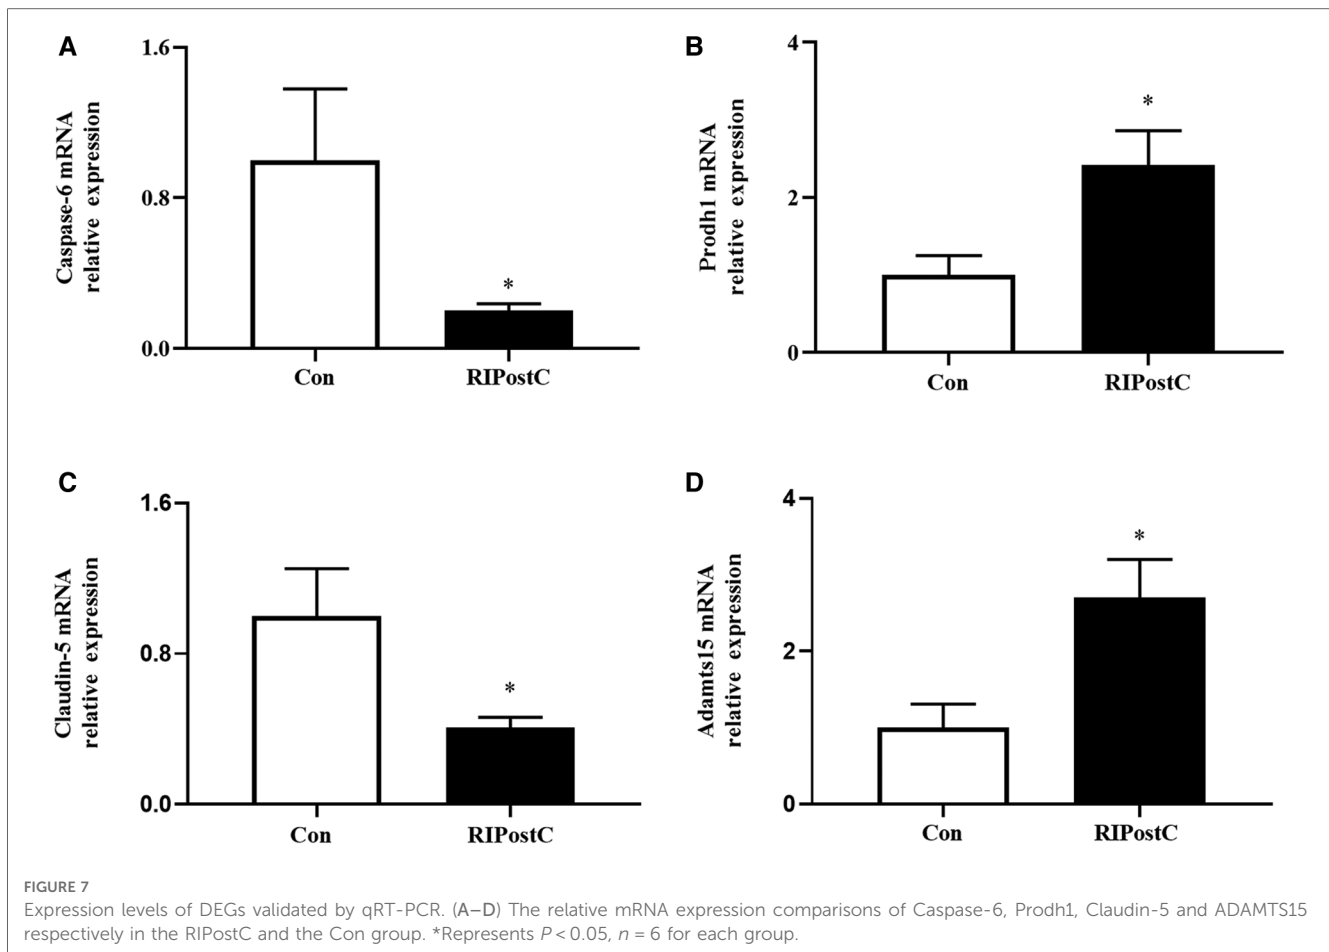 A
1.6
0.8
0.0
Caspase-6 mRNA
relative expression
*
Con
RIPostC
B
4
2
0
Prodh1 mRNA
relative expression
*
Con
RIPostC
C
1.6
0.8
0.0
Claudin-5 mRNA
relative expression
*
Con
RIPostC
D
4
2
0
Adamts15 mRNA
relative expression
*
Con
RIPostC
FIGURE 7
Expression levels of DEGs validated by qRT-PCR. (A–D) The relative mRNA expression comparisons of Caspase-6, Prodh1, Claudin-5 and ADAMTS15
respectively in the RIPostC and the Con group. *Represents P < 0.05, n = 6 for each group.